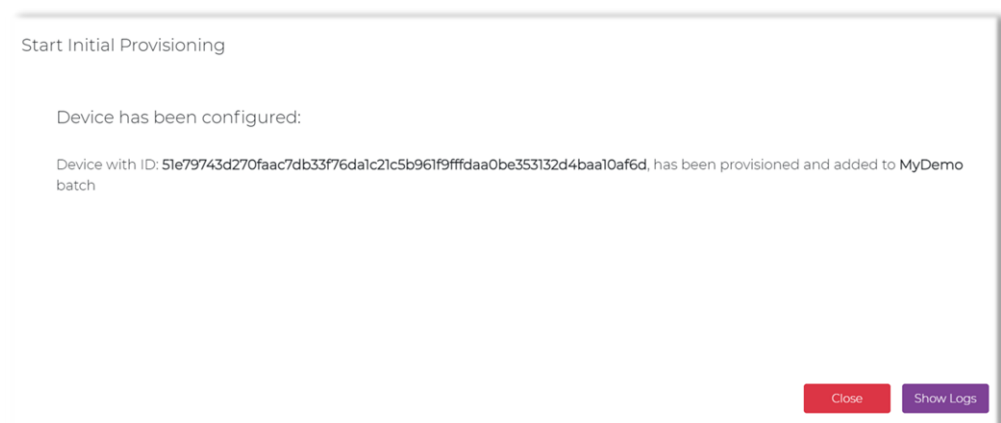 Start Initial Provisioning
Device has been configured:
Device with ID: 51e79743d270faac7db33f76da1c21c5b961f9fffdaa0be353132d4baa10af6d, has been provisioned and added to MyDemo
batch
Close Show Logs